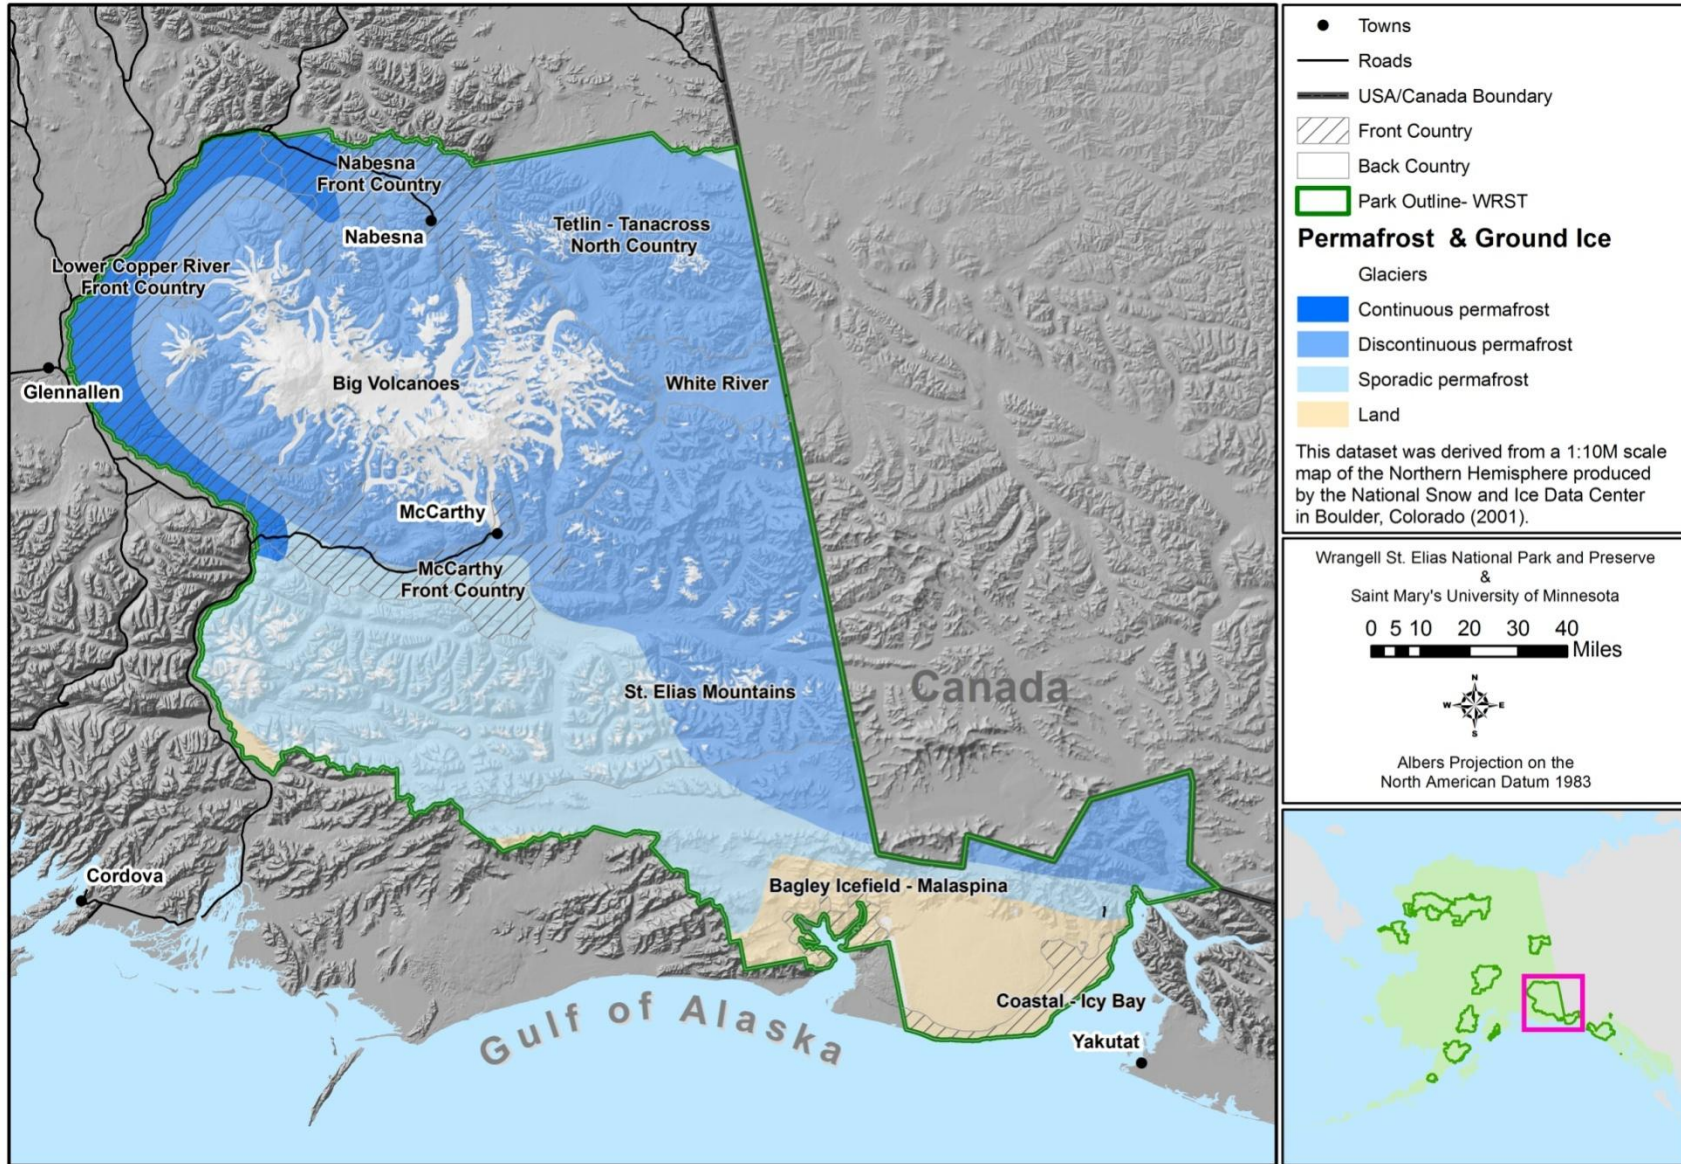 Nabesna
Front Country
Nabesna
Tetlin - Tanacross
North Country
Lower Copper River
Front Country
Glennallen
Big Volcanoes
White River
McCarthy
McCarthy
Front Country
St. Elias Mountains
Canada
Cordova
Bagley Icefield - Malaspina
Coastal - Icy Bay
Gulf of Alaska
Yakutat
Towns
Roads
USA/Canada Boundary
Front Country
Back Country
Park Outline- WRST
Permafrost & Ground Ice
Glaciers
Continuous permafrost
Discontinuous permafrost
Sporadic permafrost
Land
This dataset was derived from a 1:10M scale
map of the Northern Hemisphere produced
by the National Snow and Ice Data Center
in Boulder, Colorado (2001).
Wrangell St. Elias National Park and Preserve
&
Saint Mary's University of Minnesota
0 5 10 20 30 40
Miles
N
W E
S
Albers Projection on the
North American Datum 1983